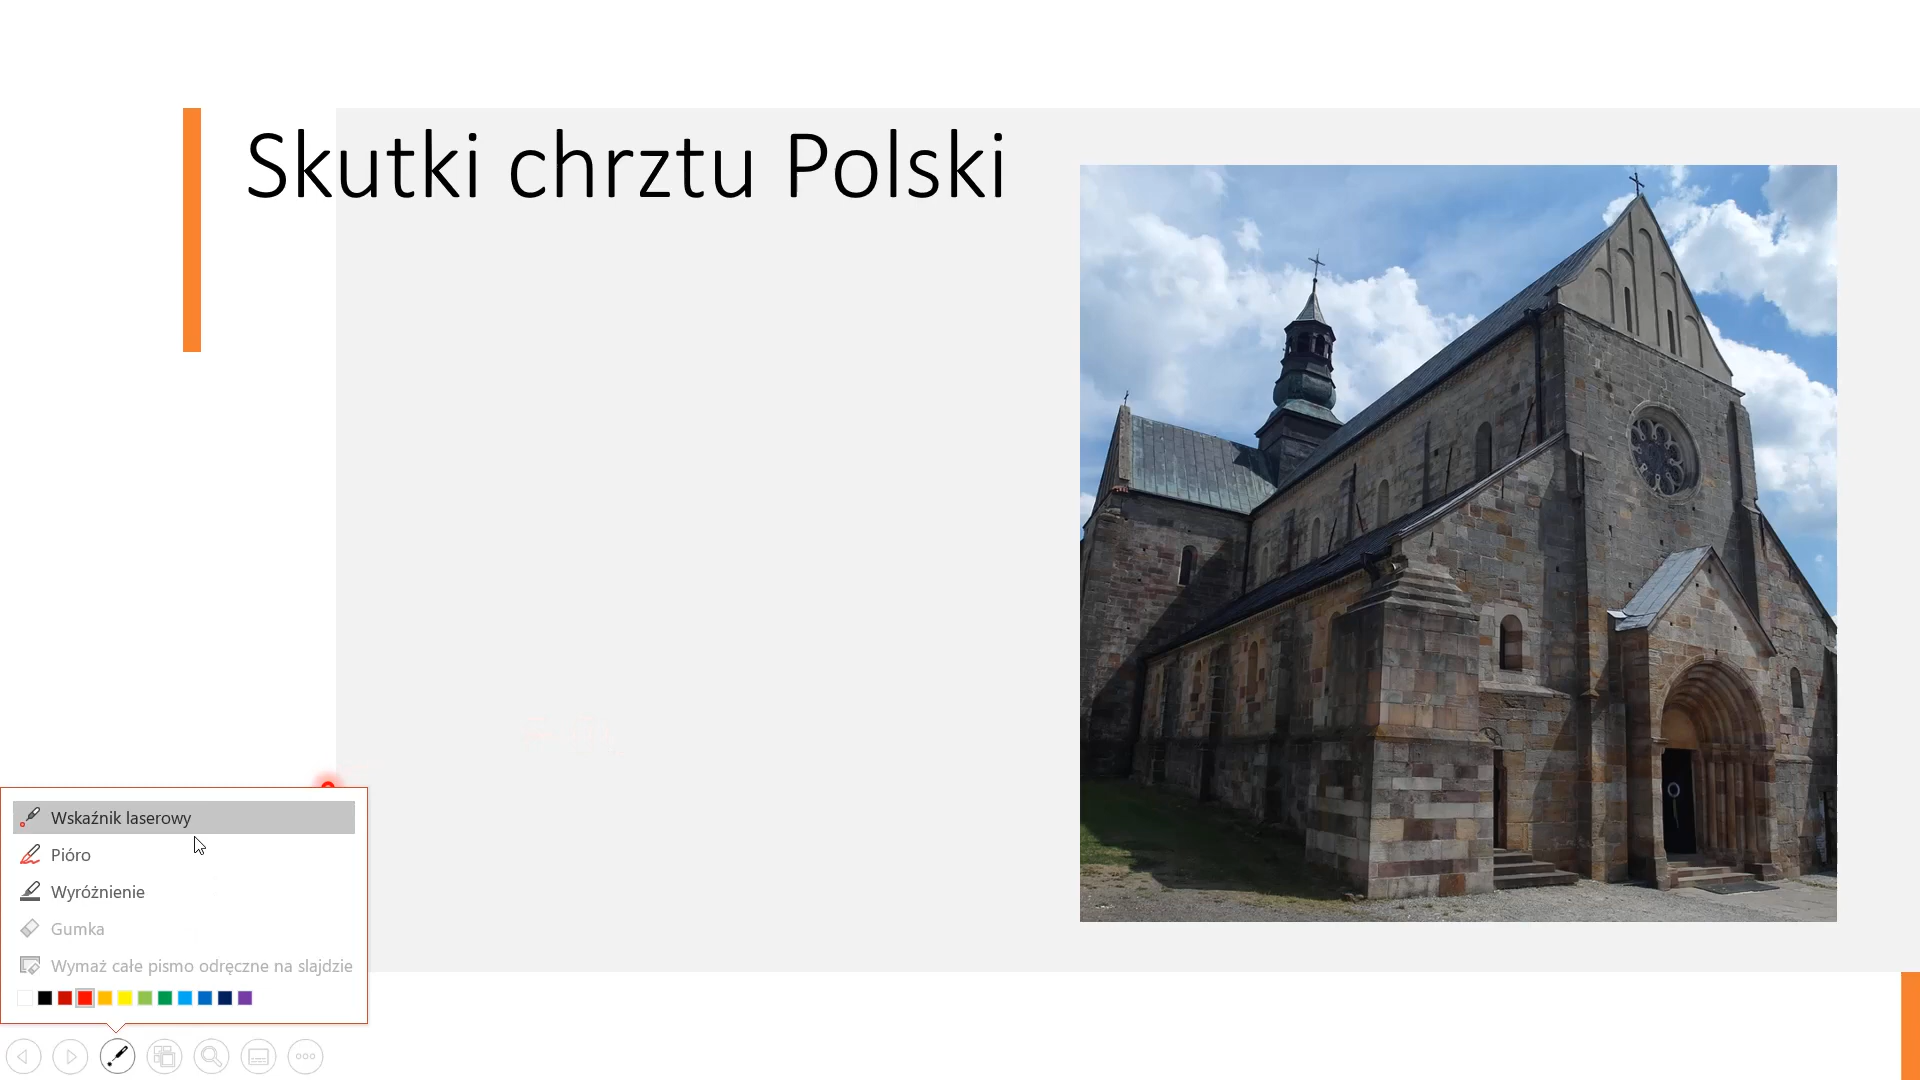 Skutki chrztu Polski
Wskaźnik laserowy
Pióro
Wyróżnienie
Gumka
Wymaż całe pismo odręczne na slajdzie